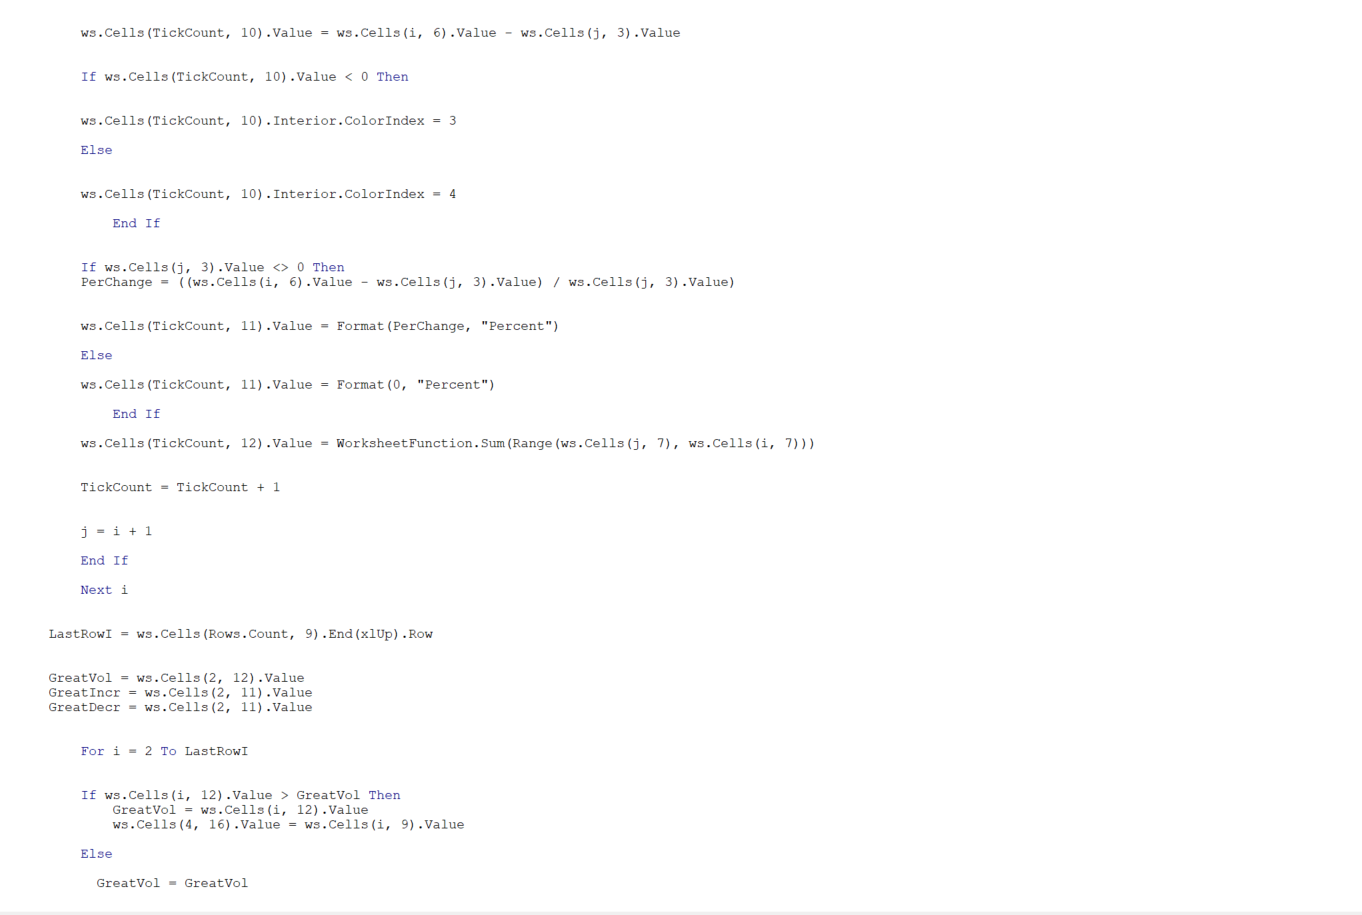 ws.Cells(TickCount, 10).Value = ws.Cells(i, 6).Value - ws.Cells(j, 3).Value
If ws.Cells(TickCount, 10).Value < 0 Then
ws.Cells(TickCount, 10).Interior.ColorIndex = 3
Else
ws.Cells(TickCount, 10).Interior.ColorIndex = 4
End If
If ws.Cells(j, 3).Value <> 0 Then
PerChange = ((ws.Cells(i, 6).Value - ws.Cells(j, 3).Value) / ws.Cells(j, 3).Value)
ws.Cells(TickCount, 11).Value = Format(PerChange, "Percent")
Else
ws.Cells(TickCount, 11).Value = Format(0, "Percent")
End If
ws.Cells(TickCount, 12).Value = WorksheetFunction.Sum(Range(ws.Cells(j, 7), ws.Cells(i, 7)))
TickCount = TickCount + 1
j = i + 1
End If
Next i
LastRowI = ws.Cells(Rows.Count, 9).End(xlUp).Row
GreatVol = ws.Cells(2, 12).Value
GreatIncr = ws.Cells(2, 11).Value
GreatDecr = ws.Cells(2, 11).Value
For i = 2 To LastRowI
If ws.Cells(i, 12).Value > GreatVol Then
GreatVol = ws.Cells(i, 12).Value
ws.Cells(4, 16).Value = ws.Cells(i, 9).Value
Else
GreatVol = GreatVol